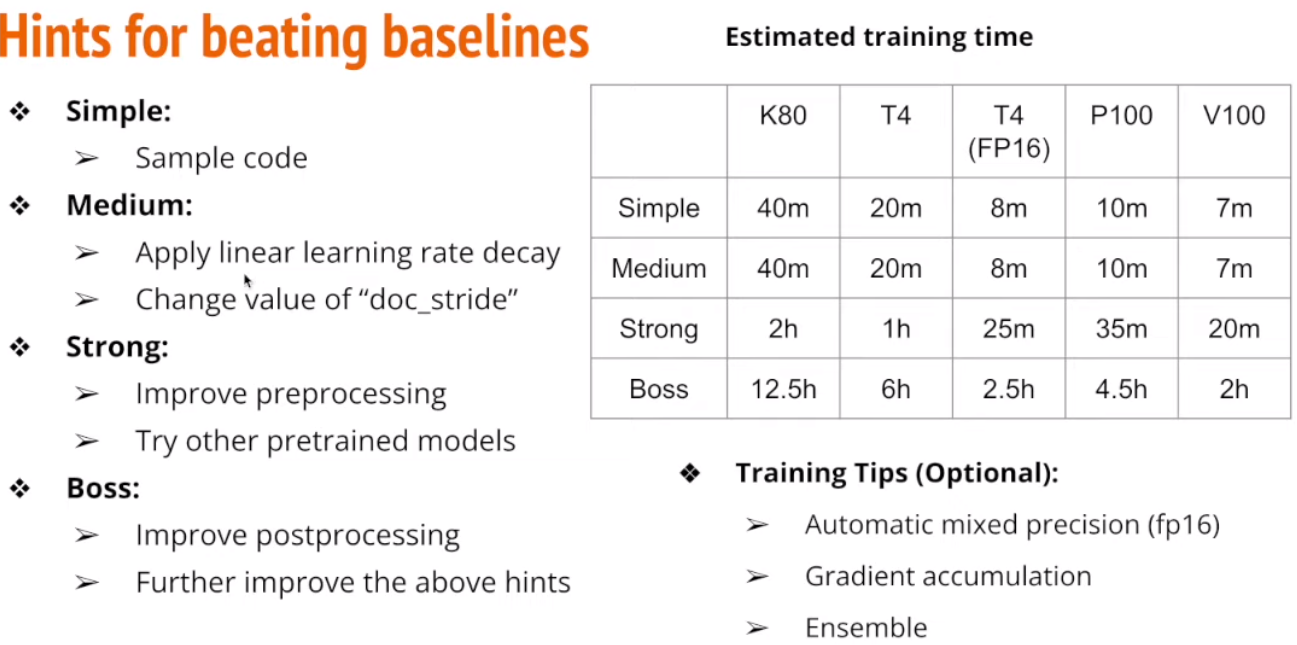 Hints for beating baselines
❖ Simple:
➢ Sample code
❖ Medium:
➢ Apply linear learning rate decay
➢ Change value of “doc_stride”
❖ Strong:
➢ Improve preprocessing
➢ Try other pretrained models
❖ Boss:
➢ Improve postprocessing
➢ Further improve the above hints
Estimated training time
K80 T4 T4 (FP16) P100 V100
Simple 40m 20m 8m 10m 7m
Medium 40m 20m 8m 10m 7m
Strong 2h 1h 25m 35m 20m
Boss 12.5h 6h 2.5h 4.5h 2h
❖ Training Tips (Optional):
➢ Automatic mixed precision (fp16)
➢ Gradient accumulation
➢ Ensemble